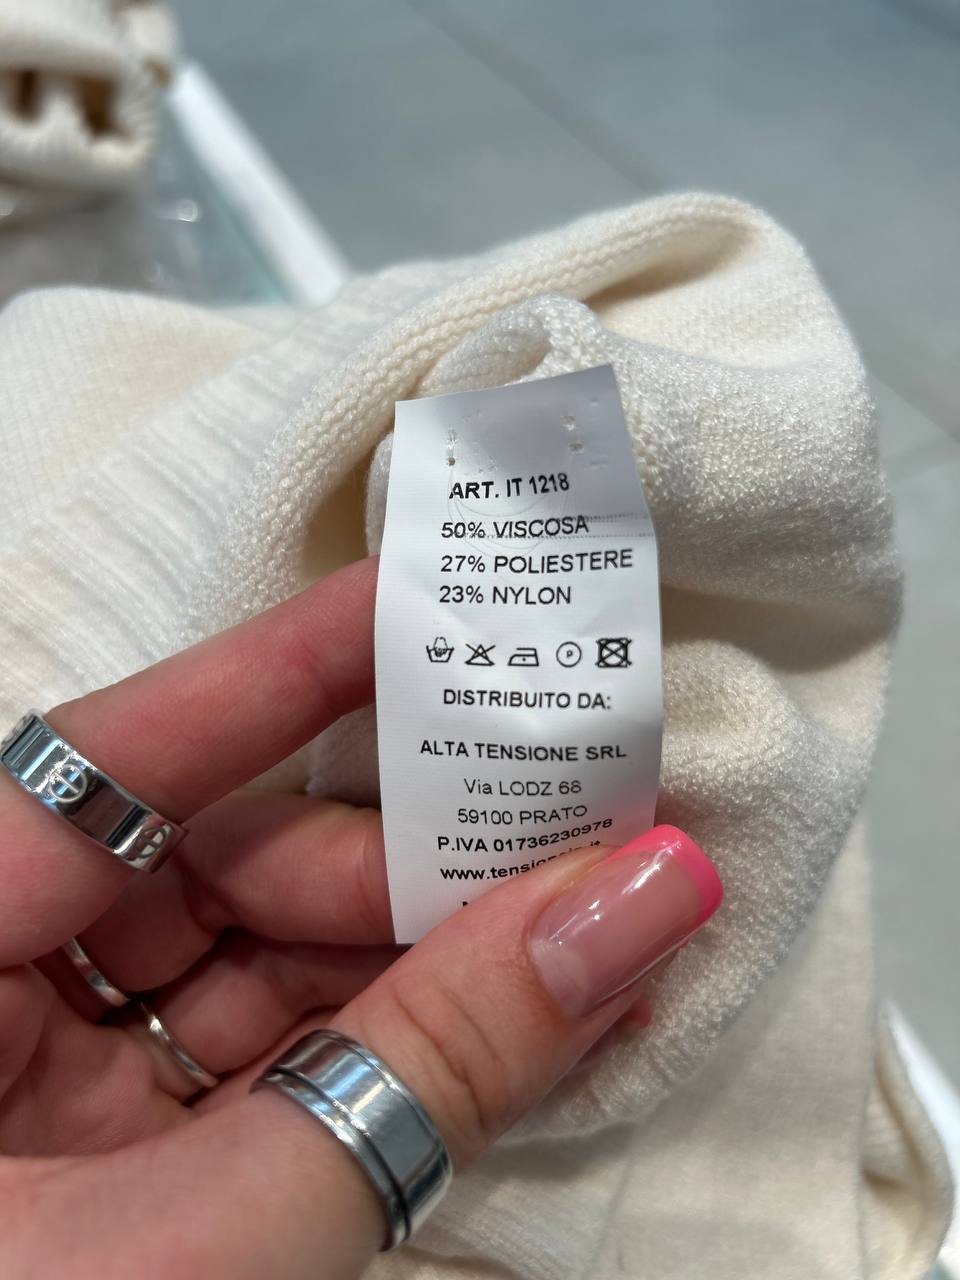 ART. IT 1218
50% VISCOSA
27% POLIESTERE
23% NYLON
P
DISTRIBUITO DA:
ALTA TENSIONE SRL
Via LODZ 68
59100 PRATO
P.IVA 01736230978